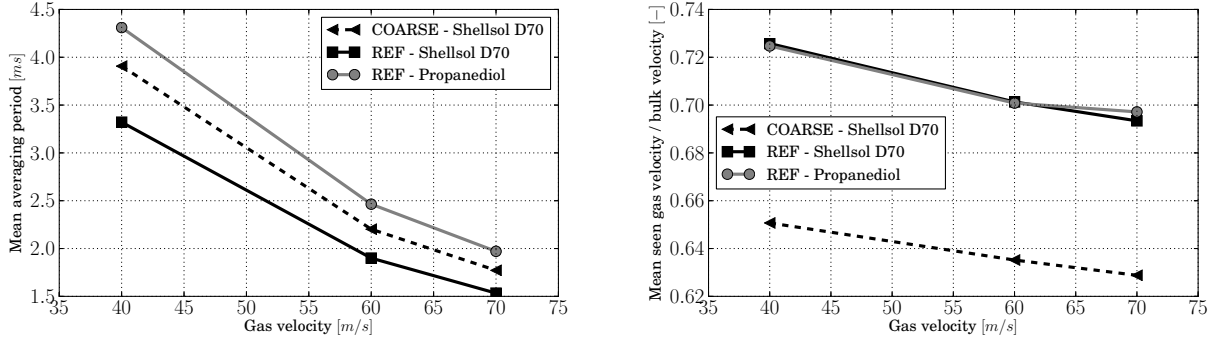 4.5
4.0
3.5
3.0
2.5
2.0
1.5
35 40 45 50 55 60 65 70 75
Mean averaging period [ms]
Gas velocity [m/s]
COARSE - Shellsol D70
REF - Shellsol D70
REF - Propanediol
0.74
0.72
0.70
0.68
0.66
0.64
0.62
35 40 45 50 55 60 65 70 75
Mean seen gas velocity / bulk velocity [−]
Gas velocity [m/s]
COARSE - Shellsol D70
REF - Shellsol D70
REF - Propanediol